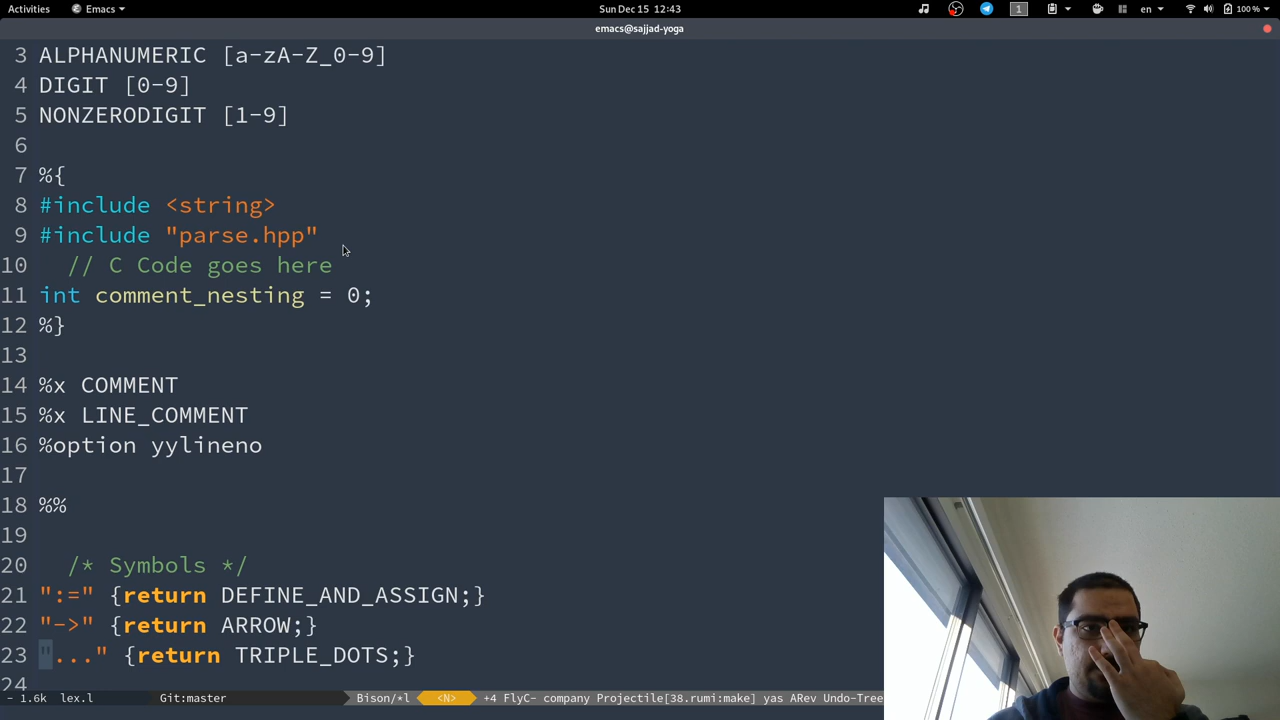 Activities Emacs Sun Dec 15 12:43 1 en 100 %
emacs@sajjad-yoga
3 ALPHANUMERIC [a-zA-Z_0-9]
4 DIGIT [0-9]
5 NONZERODIGIT [1-9]
6
7 %{
8 #include <string>
9 #include "parse.hpp"
10 // C Code goes here
11 int comment_nesting = 0;
12 %}
13
14 %x COMMENT
15 %x LINE_COMMENT
16 %option yylineno
17
18 %%
19
20 /* Symbols */
21 ":=" {return DEFINE_AND_ASSIGN;}
22 "->" {return ARROW;}
23 "..." {return TRIPLE_DOTS;}
24
- 1.6k lex.l Git:master Bison/*l <N> +4 FlyC- company Projectile[38.rumi:make] yas ARev Undo-Tree